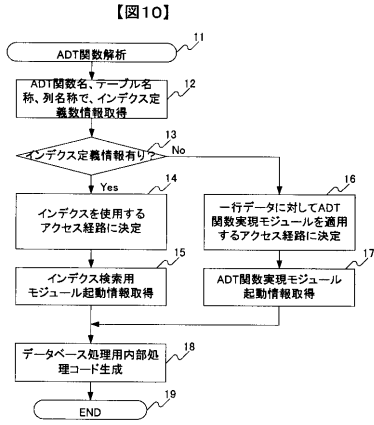 【図10】
11
ADT関数解析
12
ADT関数名、テーブル名
称、列名称で、インデクス定
義数情報取得
13
インデクス定義情報有り?
No
Yes
14
インデクスを使用する
アクセス経路に決定
16
一行データに対してADT
関数実現モジュールを適用
するアクセス経路に決定
15
インデクス検索用
モジュール起動情報取得
17
ADT関数実現モジュール
起動情報取得
18
データベース処理用内部処
理コード生成
19
END